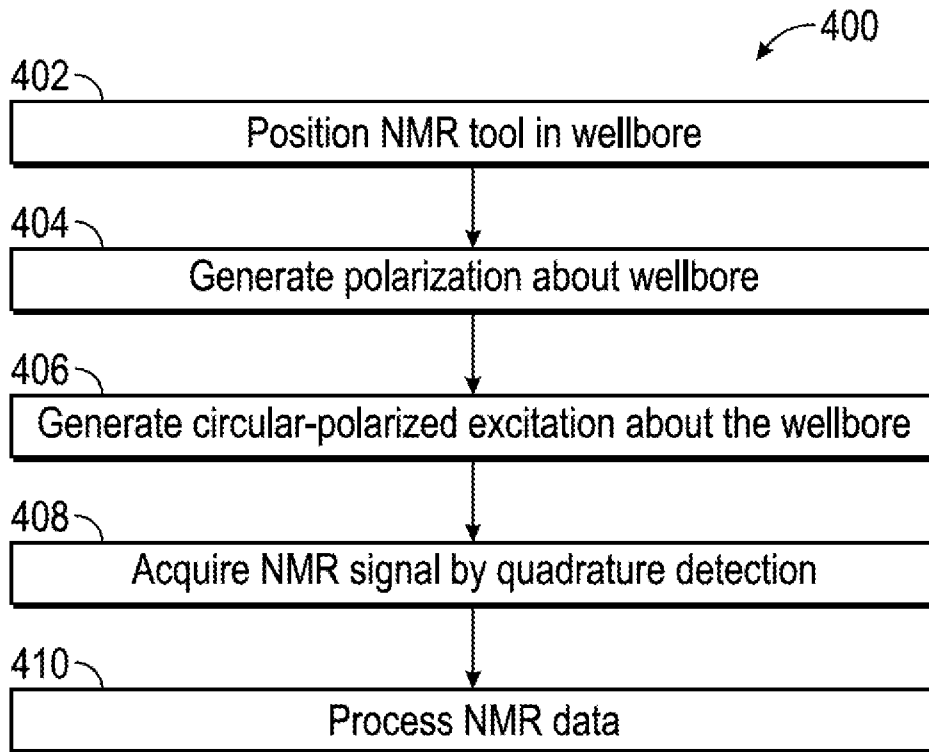 400
402
Position NMR tool in wellbore
404
Generate polarization about wellbore
406
Generate circular-polarized excitation about the wellbore
408
Acquire NMR signal by quadrature detection
410
Process NMR data